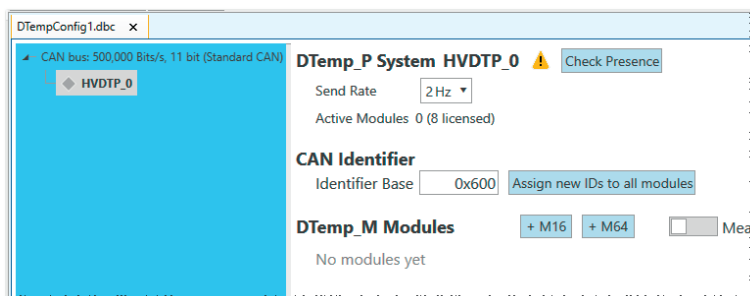 DTempConfig1.dbc ×
CAN bus: 500,000 Bits/s, 11 bit (Standard CAN)
HVDTP_0
DTemp_P System HVDTP_0 Check Presence
Send Rate 2 Hz
Active Modules 0 (8 licensed)
CAN Identifier
Identifier Base 0x600 Assign new IDs to all modules
DTemp_M Modules + M16 + M64 Mea
No modules yet